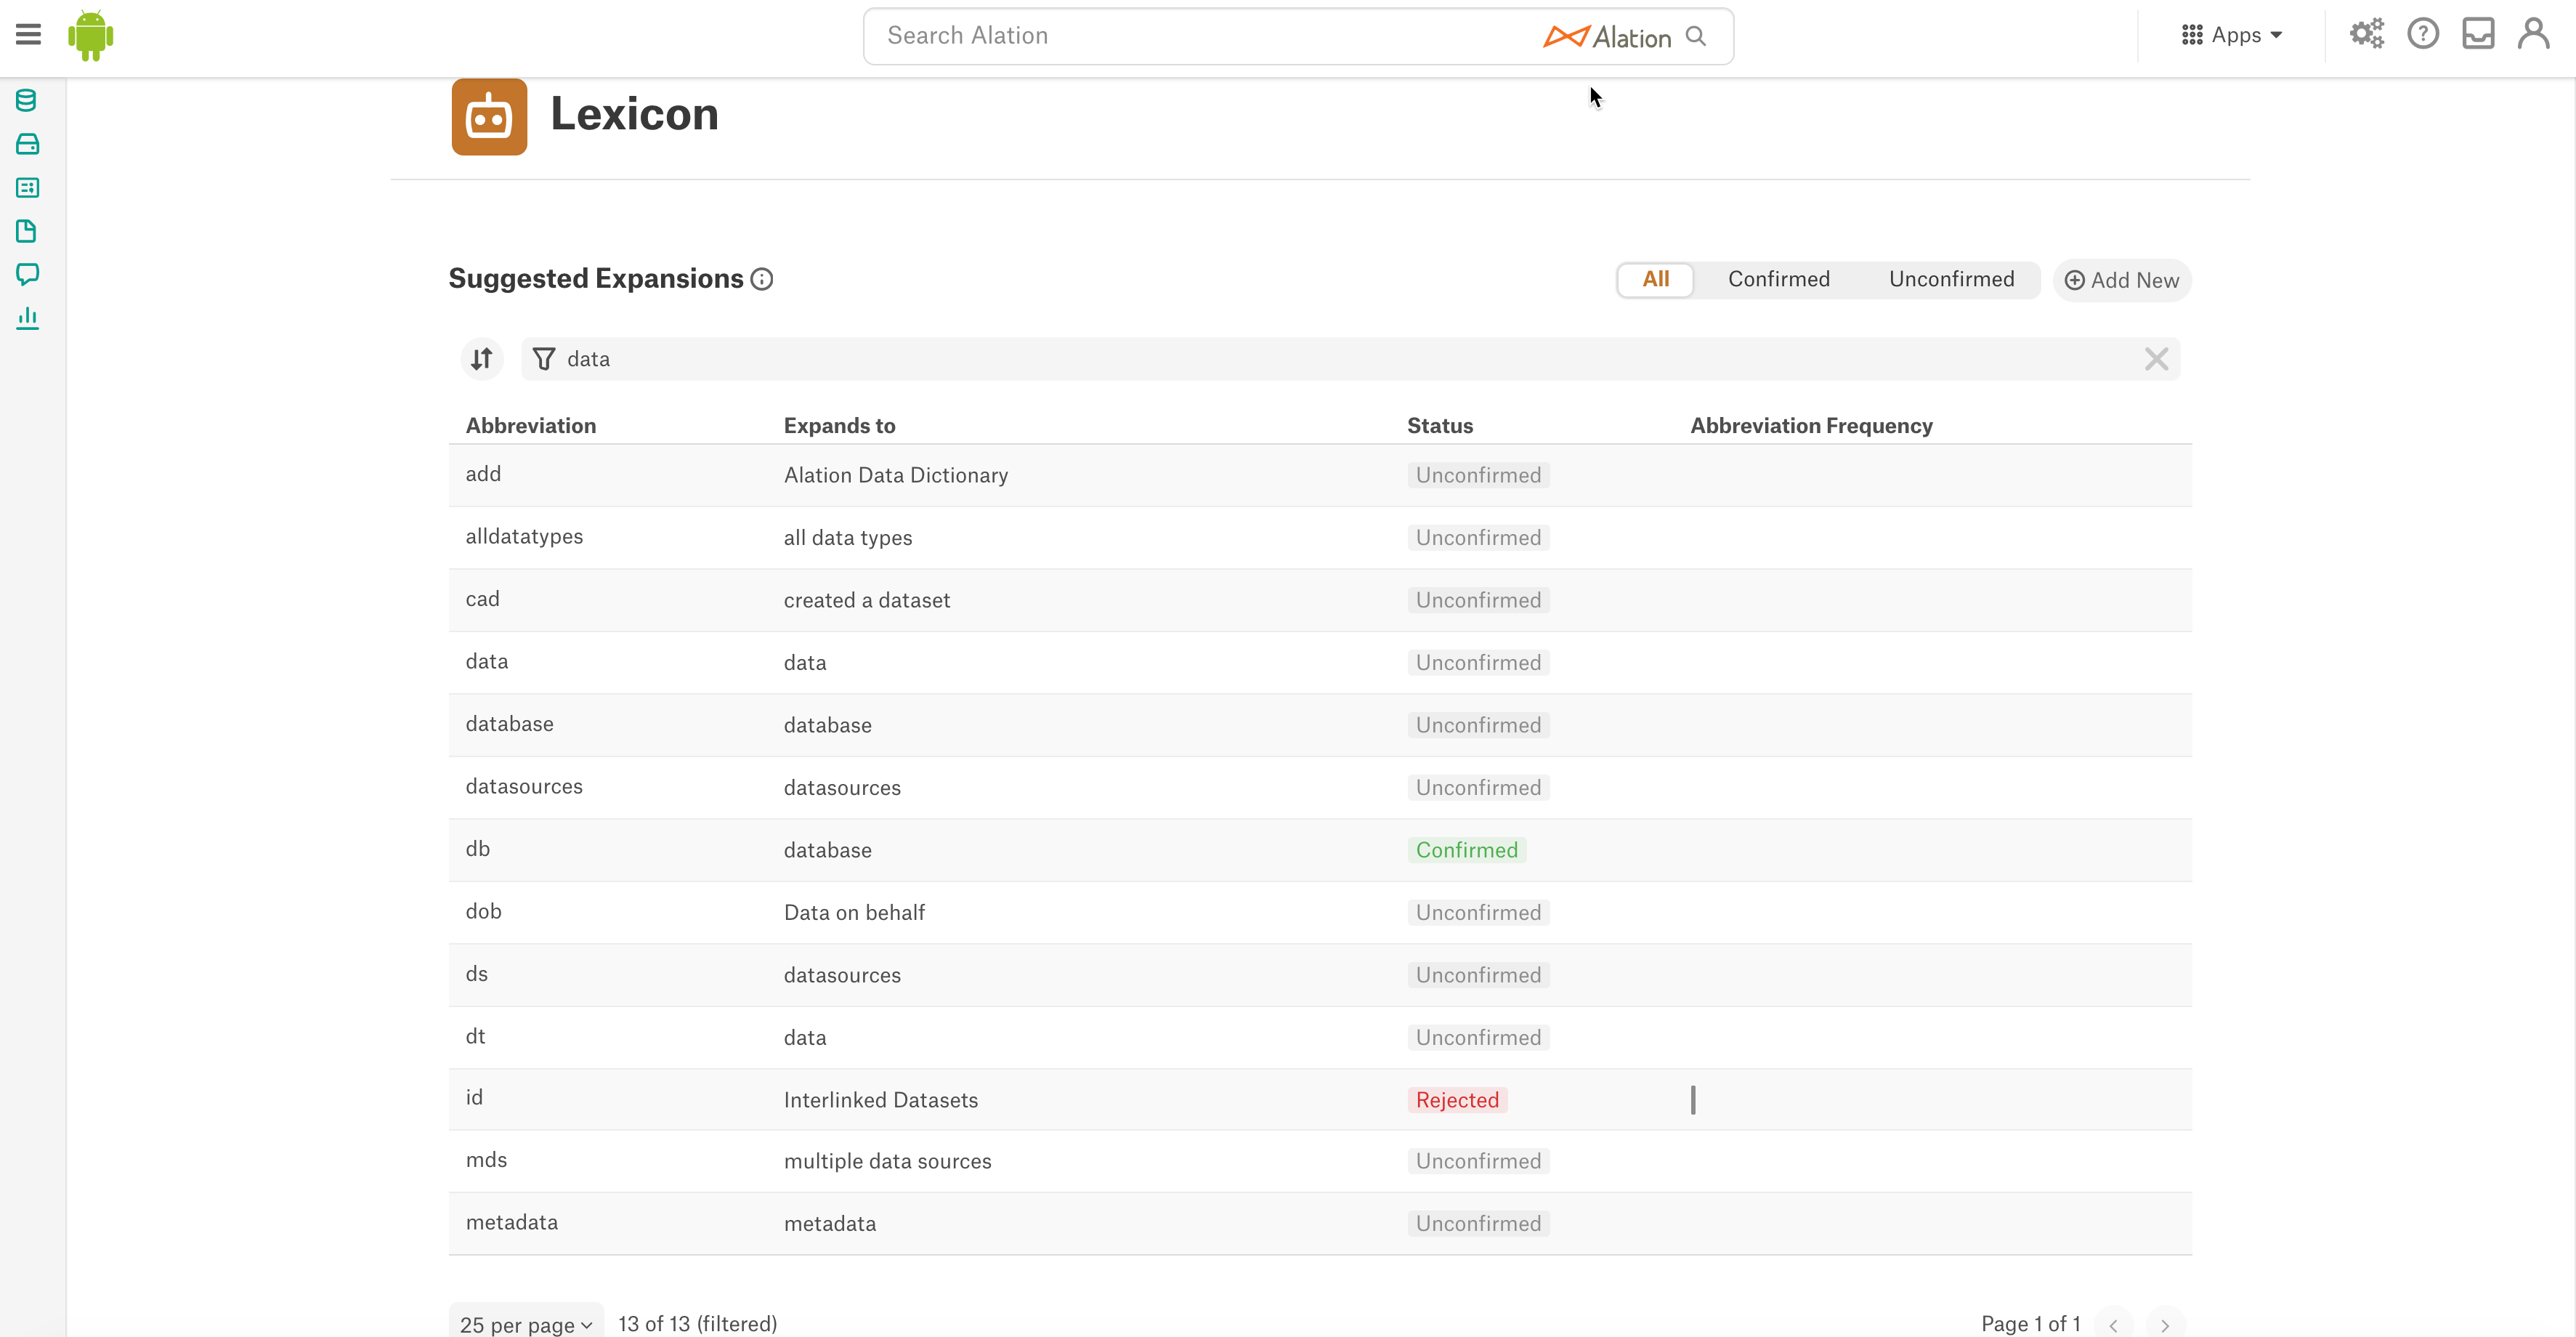 Search Alation Alation Apps
Lexicon
Suggested Expansions All Confirmed Unconfirmed Add New
data
Abbreviation Expands to Status Abbreviation Frequency
add Alation Data Dictionary Unconfirmed
alldatatypes all data types Unconfirmed
cad created a dataset Unconfirmed
data data Unconfirmed
database database Unconfirmed
datasources datasources Unconfirmed
db database Confirmed
dob Data on behalf Unconfirmed
ds datasources Unconfirmed
dt data Unconfirmed
id Interlinked Datasets Rejected
mds multiple data sources Unconfirmed
metadata metadata Unconfirmed
25 per page 13 of 13 (filtered) Page 1 of 1